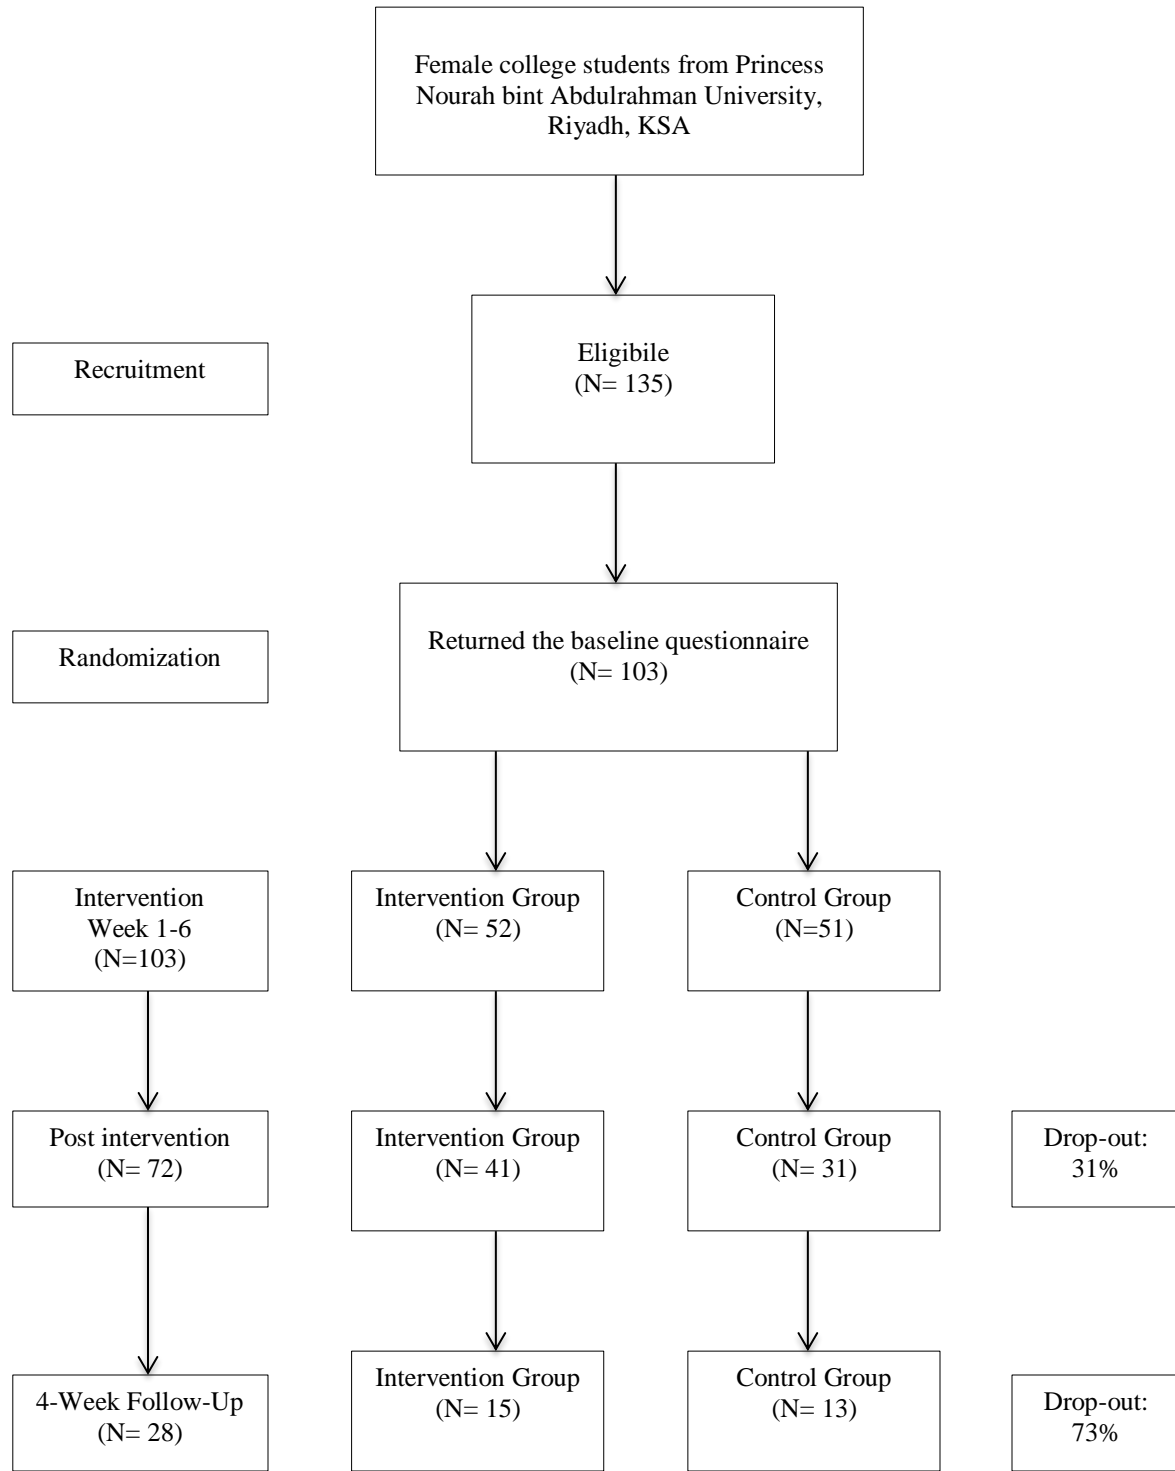 Female college students from Princess
Nourah bint Abdulrahman University,
Riyadh, KSA
Recruitment
Eligibile
(N= 135)
Randomization
Returned the baseline questionnaire
(N= 103)
Intervention
Week 1-6
(N=103)
Intervention Group
(N= 52)
Control Group
(N=51)
Post intervention
(N= 72)
Intervention Group
(N= 41)
Control Group
(N= 31)
Drop-out:
31%
4-Week Follow-Up
(N= 28)
Intervention Group
(N= 15)
Control Group
(N= 13)
Drop-out:
73%